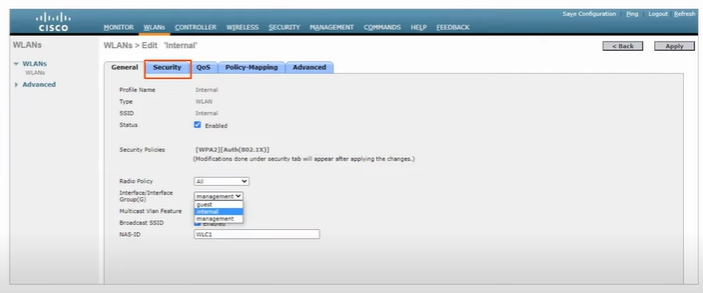 Save Configuration Ping Logout Refresh
CISCO
MONITOR WLANs CONTROLLER WIRELESS SECURITY MANAGEMENT COMMANDS HELP FEEDBACK
WLANs
WLANs > Edit 'Internal'
< Back
Apply
WLANs
WLANs
Advanced
General Security QoS Policy-Mapping Advanced
Profile Name Internal
Type WLAN
SSID Internal
Status Enabled
Security Policies [WPA2][Auth(802.1X)]
(Modifications done under security tab will appear after applying the changes.)
Radio Policy All
Interface/Interface Group(G) management
guest
internal
management
Multicast Vlan Feature
Broadcast SSID Enabled
NAS-ID WLC1